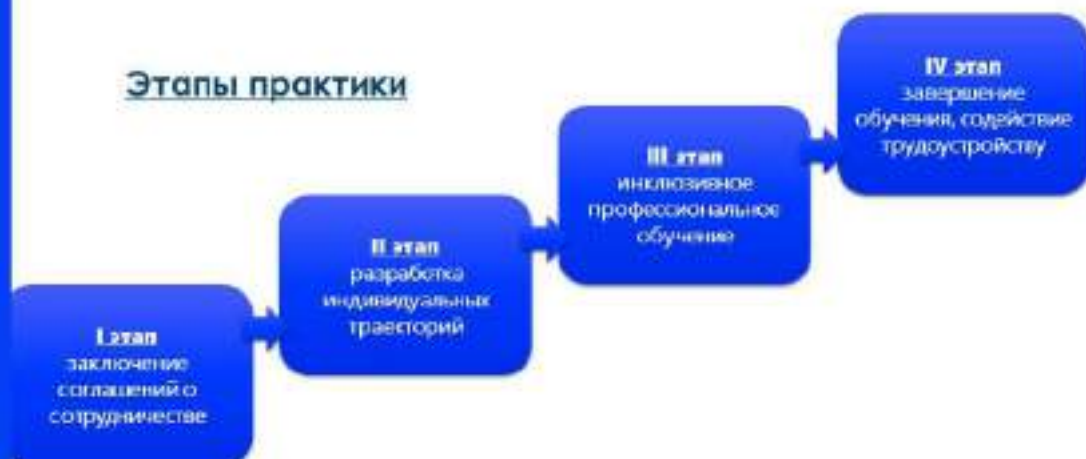 Этапы практики
I этап
заключение
соглашений о
сотрудничестве
II этап
разработка
индивидуальных
траекторий
III этап
инклюзивное
профессиональное
обучение
IV этап
завершение
обучения, содействие
трудоустройству